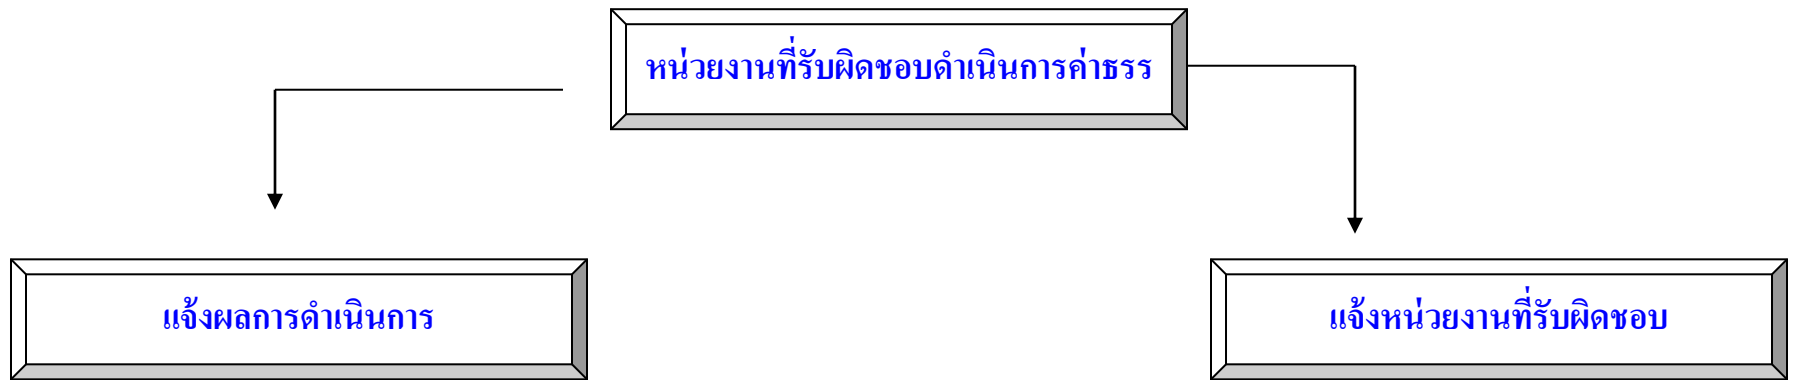 หน่วยงานที่รับผิดชอบดำเนินการค่าธรร
แจ้งผลการดำเนินการ
แจ้งหน่วยงานที่รับผิดชอบ